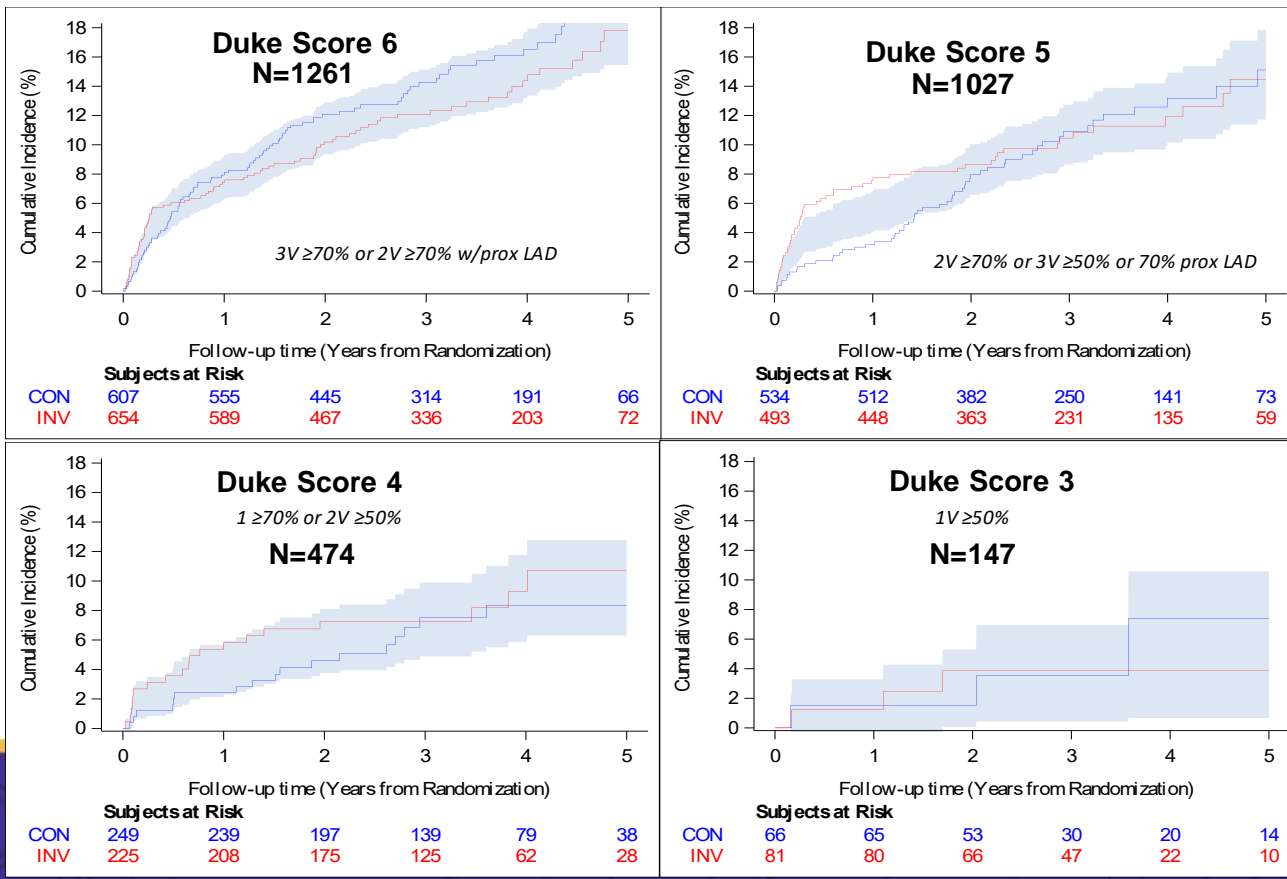 Duke Score 6
N=1261
3V ≥70% or 2V ≥70% w/prox LAD
Cumulative Incidence (%)
18
16
14
12
10
8
6
4
2
0
0 1 2 3 4 5
Follow-up time (Years from Randomization)
Subjects at Risk
CON 607 555 445 314 191 66
INV 654 589 467 336 203 72
Duke Score 5
N=1027
2V ≥70% or 3V ≥50% or 70% prox LAD
Cumulative Incidence (%)
18
16
14
12
10
8
6
4
2
0
0 1 2 3 4 5
Follow-up time (Years from Randomization)
Subjects at Risk
CON 534 512 382 250 141 73
INV 493 448 363 231 135 59
Duke Score 4
1 ≥70% or 2V ≥50%
N=474
Cumulative Incidence (%)
18
16
14
12
10
8
6
4
2
0
0 1 2 3 4 5
Follow-up time (Years from Randomization)
Subjects at Risk
CON 249 239 197 139 79 38
INV 225 208 175 125 62 28
Duke Score 3
1V ≥50%
N=147
Cumulative Incidence (%)
18
16
14
12
10
8
6
4
2
0
0 1 2 3 4 5
Follow-up time (Years from Randomization)
Subjects at Risk
CON 66 65 53 30 20 14
INV 81 80 66 47 22 10